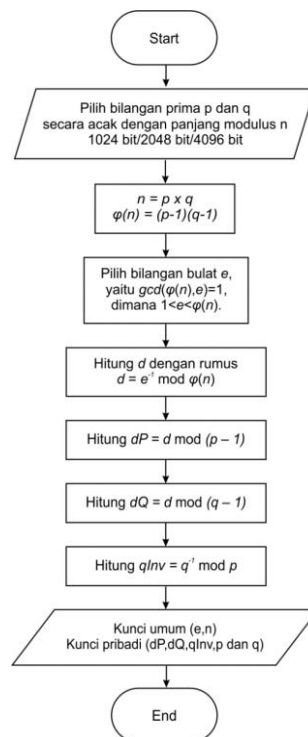 Start
Pilih bilangan prima p dan q
secara acak dengan panjang modulus n
1024 bit/2048 bit/4096 bit
n = p x q
φ(n) = (p-1)(q-1)
Pilih bilangan bulat e,
yaitu gcd(φ(n),e)=1,
dimana 1<e<φ(n).
Hitung d dengan rumus
d = e⁻¹ mod φ(n)
Hitung dP = d mod (p – 1)
Hitung dQ = d mod (q – 1)
Hitung qInv = q⁻¹ mod p
Kunci umum (e,n)
Kunci pribadi (dP,dQ,qInv,p dan q)
End